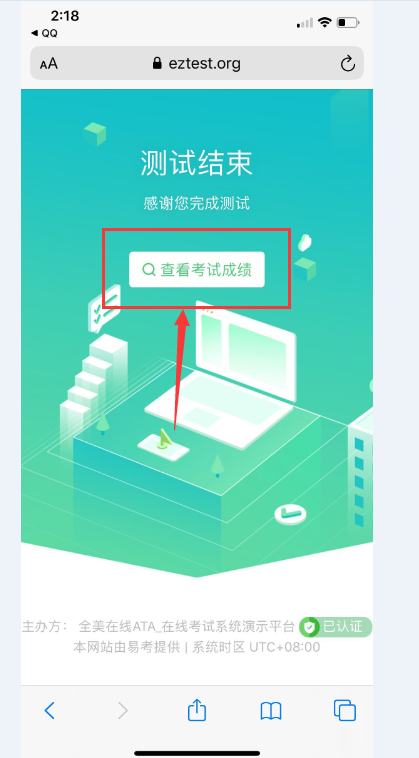 2:18
◀ QQ
AA eztest.org
测试结束
感谢您完成测试
查看考试成绩
主办方： 全美在线ATA_在线考试系统演示平台 已认证
本网站由易考提供 | 系统时区 UTC+08:00